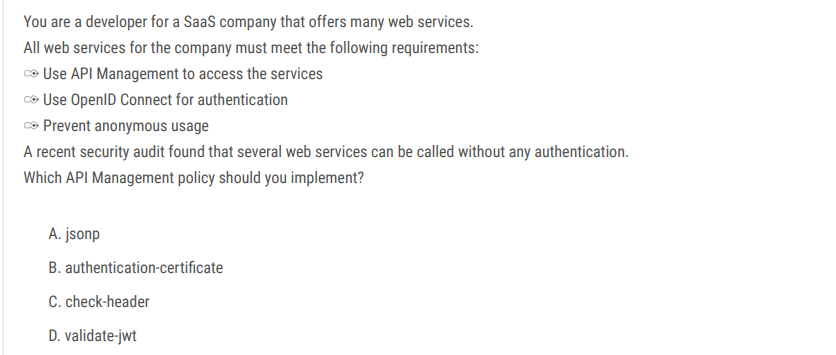 You are a developer for a SaaS company that offers many web services.
All web services for the company must meet the following requirements:
Use API Management to access the services
Use OpenID Connect for authentication
Prevent anonymous usage
A recent security audit found that several web services can be called without any authentication.
Which API Management policy should you implement?
A. jsonp
B. authentication-certificate
C. check-header
D. validate-jwt